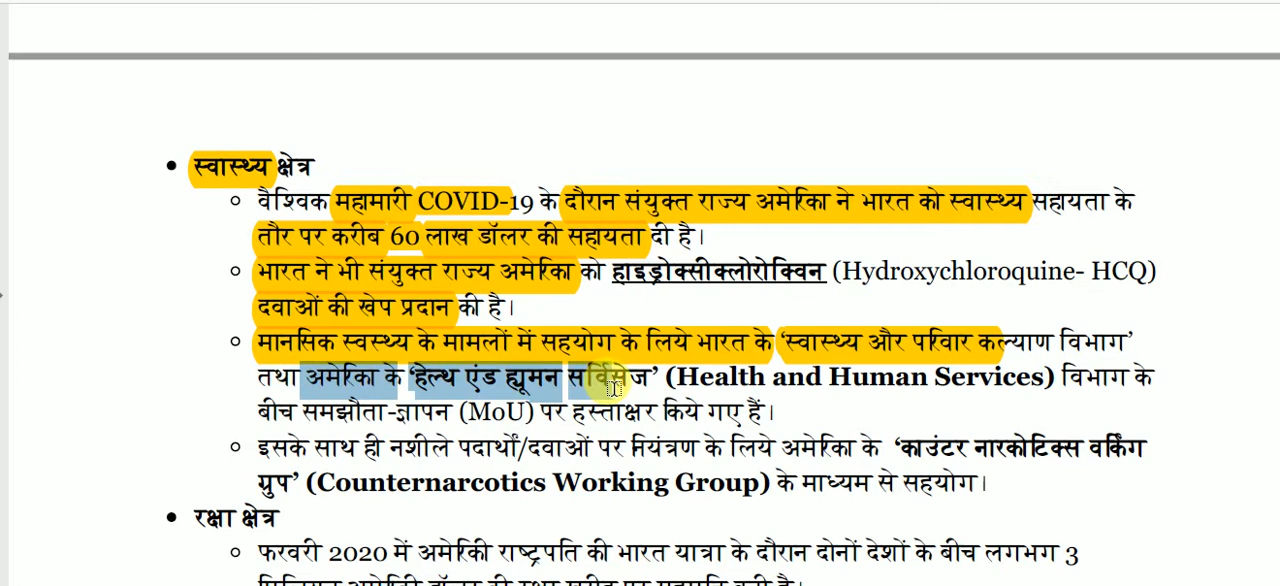 • स्वास्थ्य क्षेत्र
○ वैश्विक महामारी COVID-19 के दौरान संयुक्त राज्य अमेरिका ने भारत को स्वास्थ्य सहायता के
तौर पर करीब 60 लाख डॉलर की सहायता दी है।
○ भारत ने भी संयुक्त राज्य अमेरिका को हाइड्रोक्सीक्लोरोक्विन (Hydroxychloroquine- HCQ)
दवाओं की खेप प्रदान की है।
○ मानसिक स्वस्थ्य के मामलों में सहयोग के लिये भारत के ‘स्वास्थ्य और परिवार कल्याण विभाग’
तथा अमेरिका के ‘हेल्थ एंड ह्यूमन सर्विसेज’ (Health and Human Services) विभाग के
बीच समझौता-ज्ञापन (MoU) पर हस्ताक्षर किये गए हैं।
○ इसके साथ ही नशीले पदार्थों/दवाओं पर नियंत्रण के लिये अमेरिका के ‘काउंटर नारकोटिक्स वर्किंग
ग्रुप’ (Counternarcotics Working Group) के माध्यम से सहयोग।
• रक्षा क्षेत्र
○ फरवरी 2020 में अमेरिकी राष्ट्रपति की भारत यात्रा के दौरान दोनों देशों के बीच लगभग 3